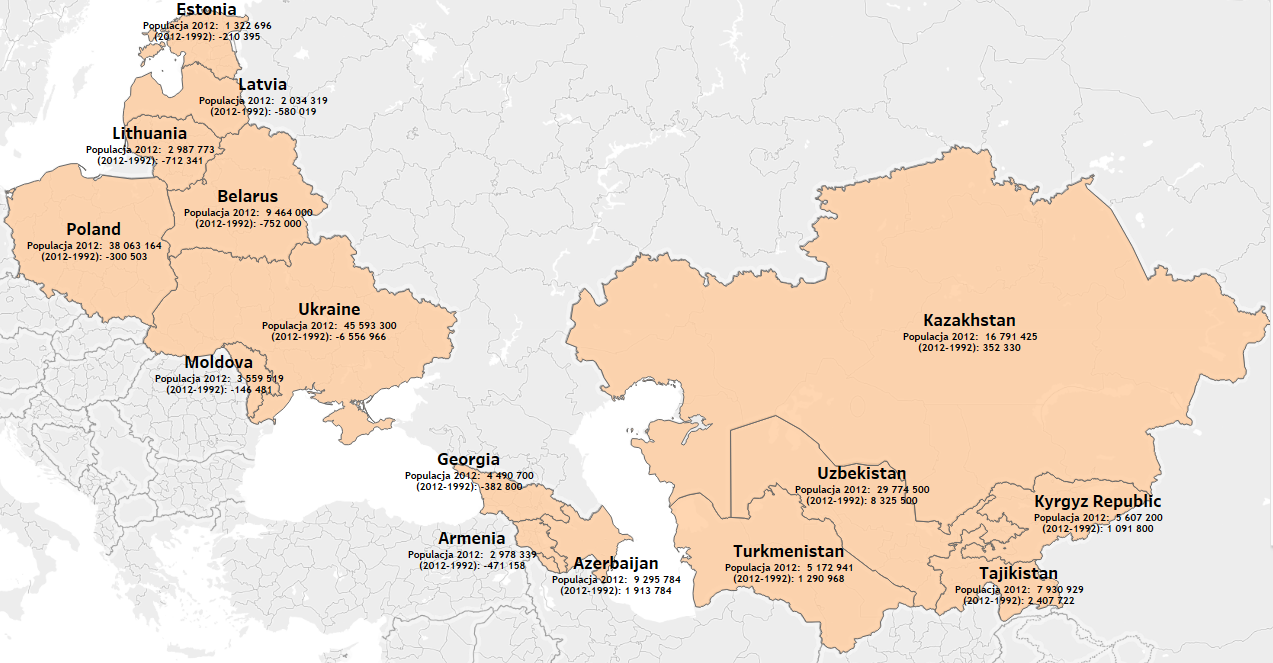 Estonia
Populacja 2012: 1 322 696
(2012-1992): -210 395
Latvia
Populacja 2012: 2 034 319
(2012-1992): -580 019
Lithuania
Populacja 2012: 2 987 773
(2012-1992): -712 341
Belarus
Populacja 2012: 9 464 000
(2012-1992): -752 000
Poland
Populacja 2012: 38 063 164
(2012-1992): -300 503
Ukraine
Populacja 2012: 45 593 300
(2012-1992): -6 556 966
Kazakhstan
Populacja 2012: 16 791 425
(2012-1992): 352 330
Moldova
Populacja 2012: 3 559 519
(2012-1992): -146 481
Georgia
Populacja 2012: 4 490 700
(2012-1992): -382 800
Uzbekistan
Populacja 2012: 29 774 500
(2012-1992): 8 325 500
Kyrgyz Republic
Populacja 2012: 5 607 200
(2012-1992): 1 091 800
Armenia
Populacja 2012: 2 978 339
(2012-1992): -471 158
Azerbaijan
Populacja 2012: 9 295 784
(2012-1992): 1 913 784
Turkmenistan
Populacja 2012: 5 172 941
(2012-1992): 1 290 968
Tajikistan
Populacja 2012: 7 930 929
(2012-1992): 2 407 722